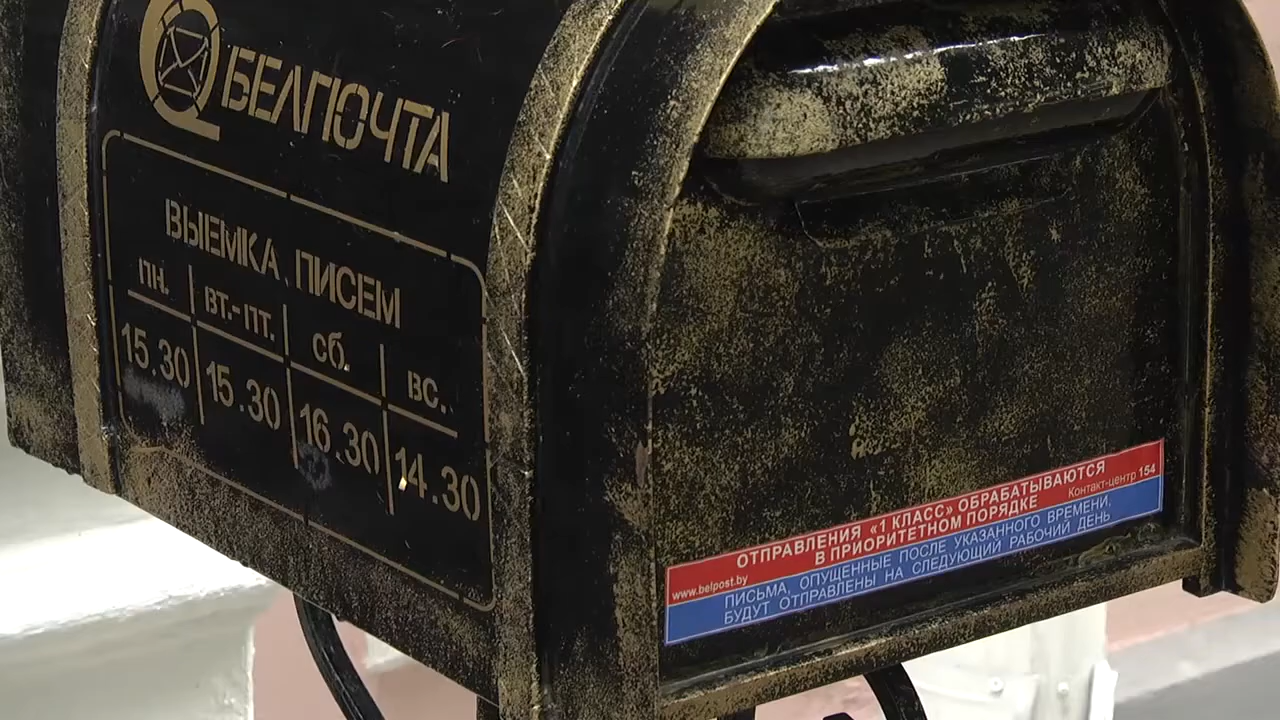 БЕЛПОЧТА
ВЫЕМКА ПИСЕМ
ПН. ВТ.-ПТ. Сб. ВС.
15.30 15.30 16.30 14.30
ОТПРАВЛЕНИЯ «1 КЛАСС» ОБРАБАТЫВАЮТСЯ
В ПРИОРИТЕТНОМ ПОРЯДКЕ
www.belpost.by Контакт-центр 154
ПИСЬМА, ОПУЩЕННЫЕ ПОСЛЕ УКАЗАННОГО ВРЕМЕНИ,
БУДУТ ОТПРАВЛЕНЫ НА СЛЕДУЮЩИЙ РАБОЧИЙ ДЕНЬ